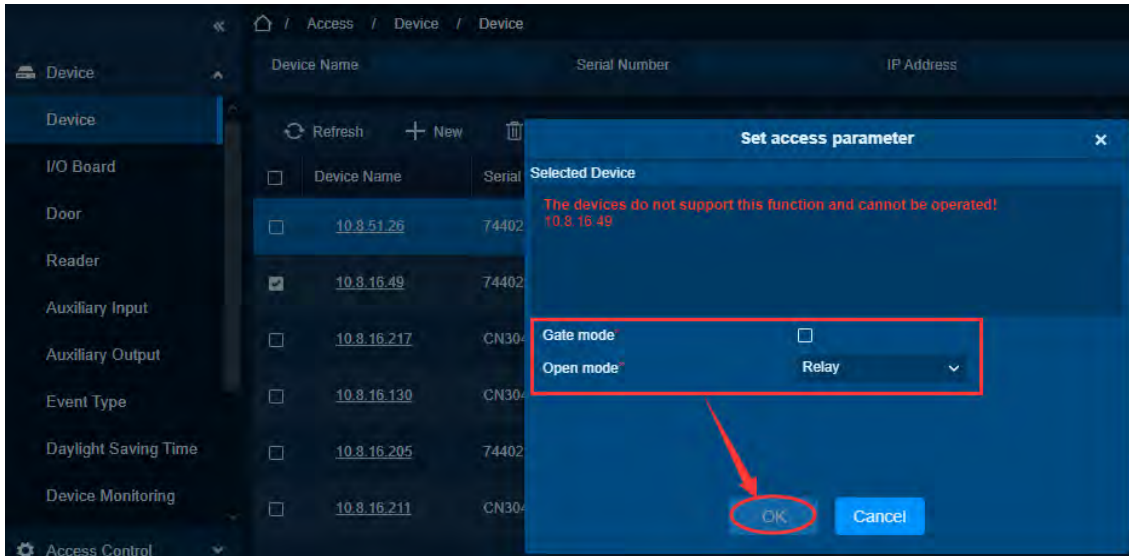 « / Access / Device / Device
Device
Device
I/O Board
Door
Reader
Auxiliary Input
Auxiliary Output
Event Type
Daylight Saving Time
Device Monitoring
Access Control
Device Name Serial Number IP Address
Refresh + New
Device Name Serial
10.8.51.26 74402
10.8.16.49 74402
10.8.16.217 CN304
10.8.16.130 CN304
10.8.16.205 74402
10.8.16.211 CN304
Set access parameter ×
Selected Device
The devices do not support this function and cannot be operated!
10.8.16.49
Gate mode*
Open mode* Relay
OK Cancel